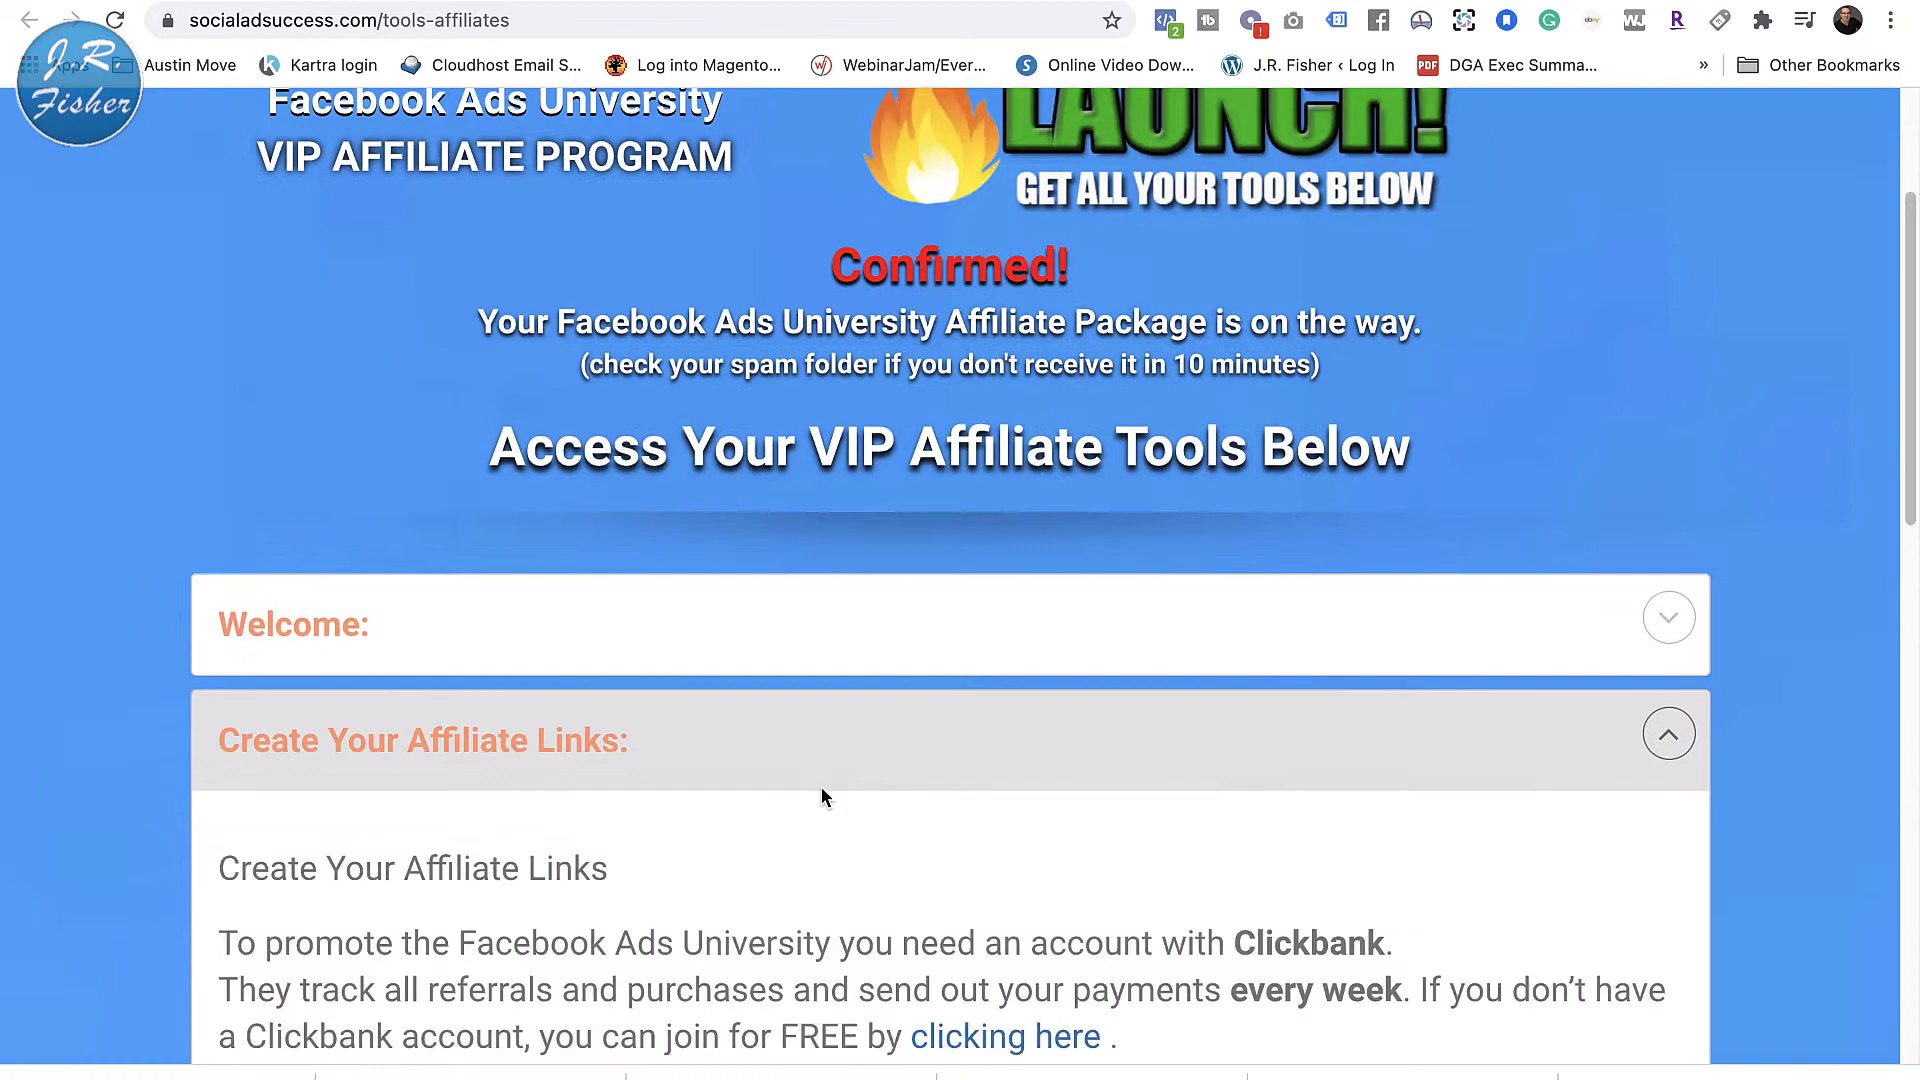 socialadsuccess.com/tools-affiliates
2
!
ebay
WJ
R
J.R.
Fisher
Apps
Austin Move
Kartra login
Cloudhost Email S...
Log into Magento...
WebinarJam/Ever...
Online Video Dow...
J.R. Fisher ‹ Log In
PDF
DGA Exec Summa...
»
Other Bookmarks
Facebook Ads University
VIP AFFILIATE PROGRAM
LAUNCH!
GET ALL YOUR TOOLS BELOW
Confirmed!
Your Facebook Ads University Affiliate Package is on the way.
(check your spam folder if you don't receive it in 10 minutes)
Access Your VIP Affiliate Tools Below
Welcome:
Create Your Affiliate Links:
Create Your Affiliate Links
To promote the Facebook Ads University you need an account with Clickbank.
They track all referrals and purchases and send out your payments every week. If you don’t have
a Clickbank account, you can join for FREE by clicking here .